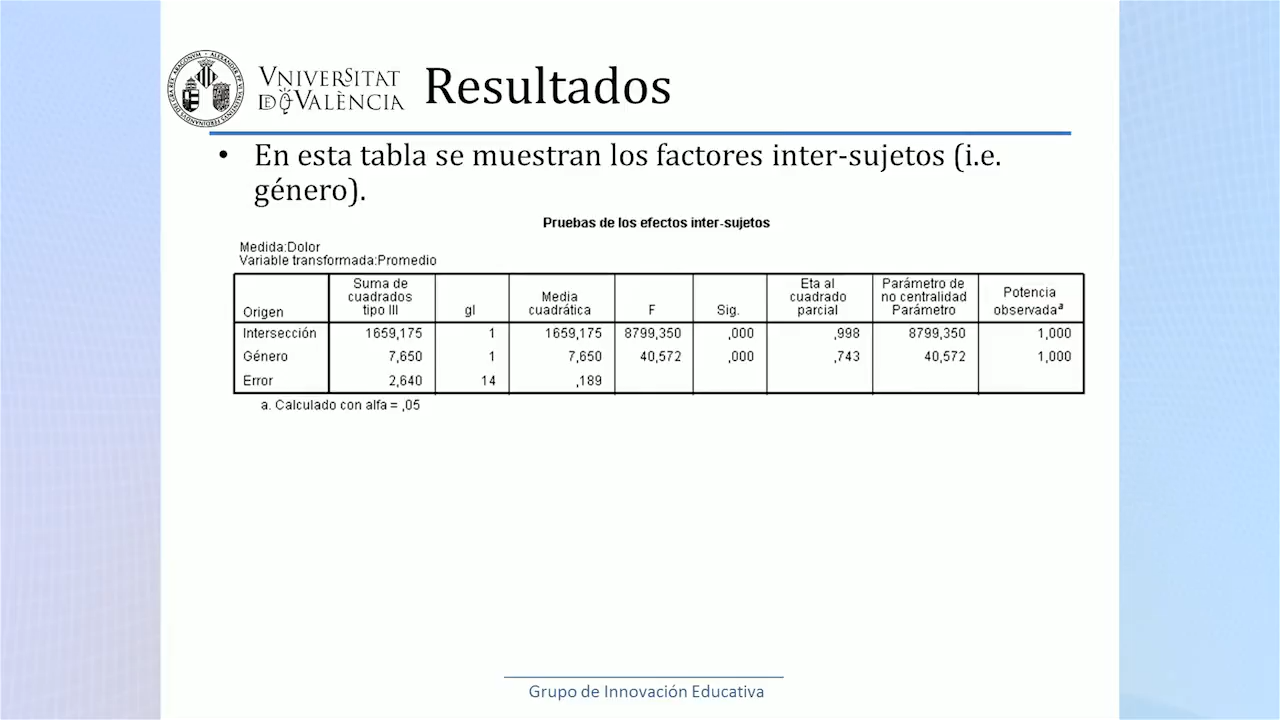 VNIVERSITAT
DE VALÈNCIA
Resultados
• En esta tabla se muestran los factores inter-sujetos (i.e.
género).
Pruebas de los efectos inter-sujetos
Medida:Dolor
Variable transformada:Promedio
Origen Suma de cuadrados tipo III gl Media cuadrática F Sig. Eta al cuadrado parcial Parámetro de no centralidad Parámetro Potencia observadaª
Intersección 1659,175 1 1659,175 8799,350 ,000 ,998 8799,350 1,000
Género 7,650 1 7,650 40,572 ,000 ,743 40,572 1,000
Error 2,640 14 ,189
a. Calculado con alfa = ,05
Grupo de Innovación Educativa